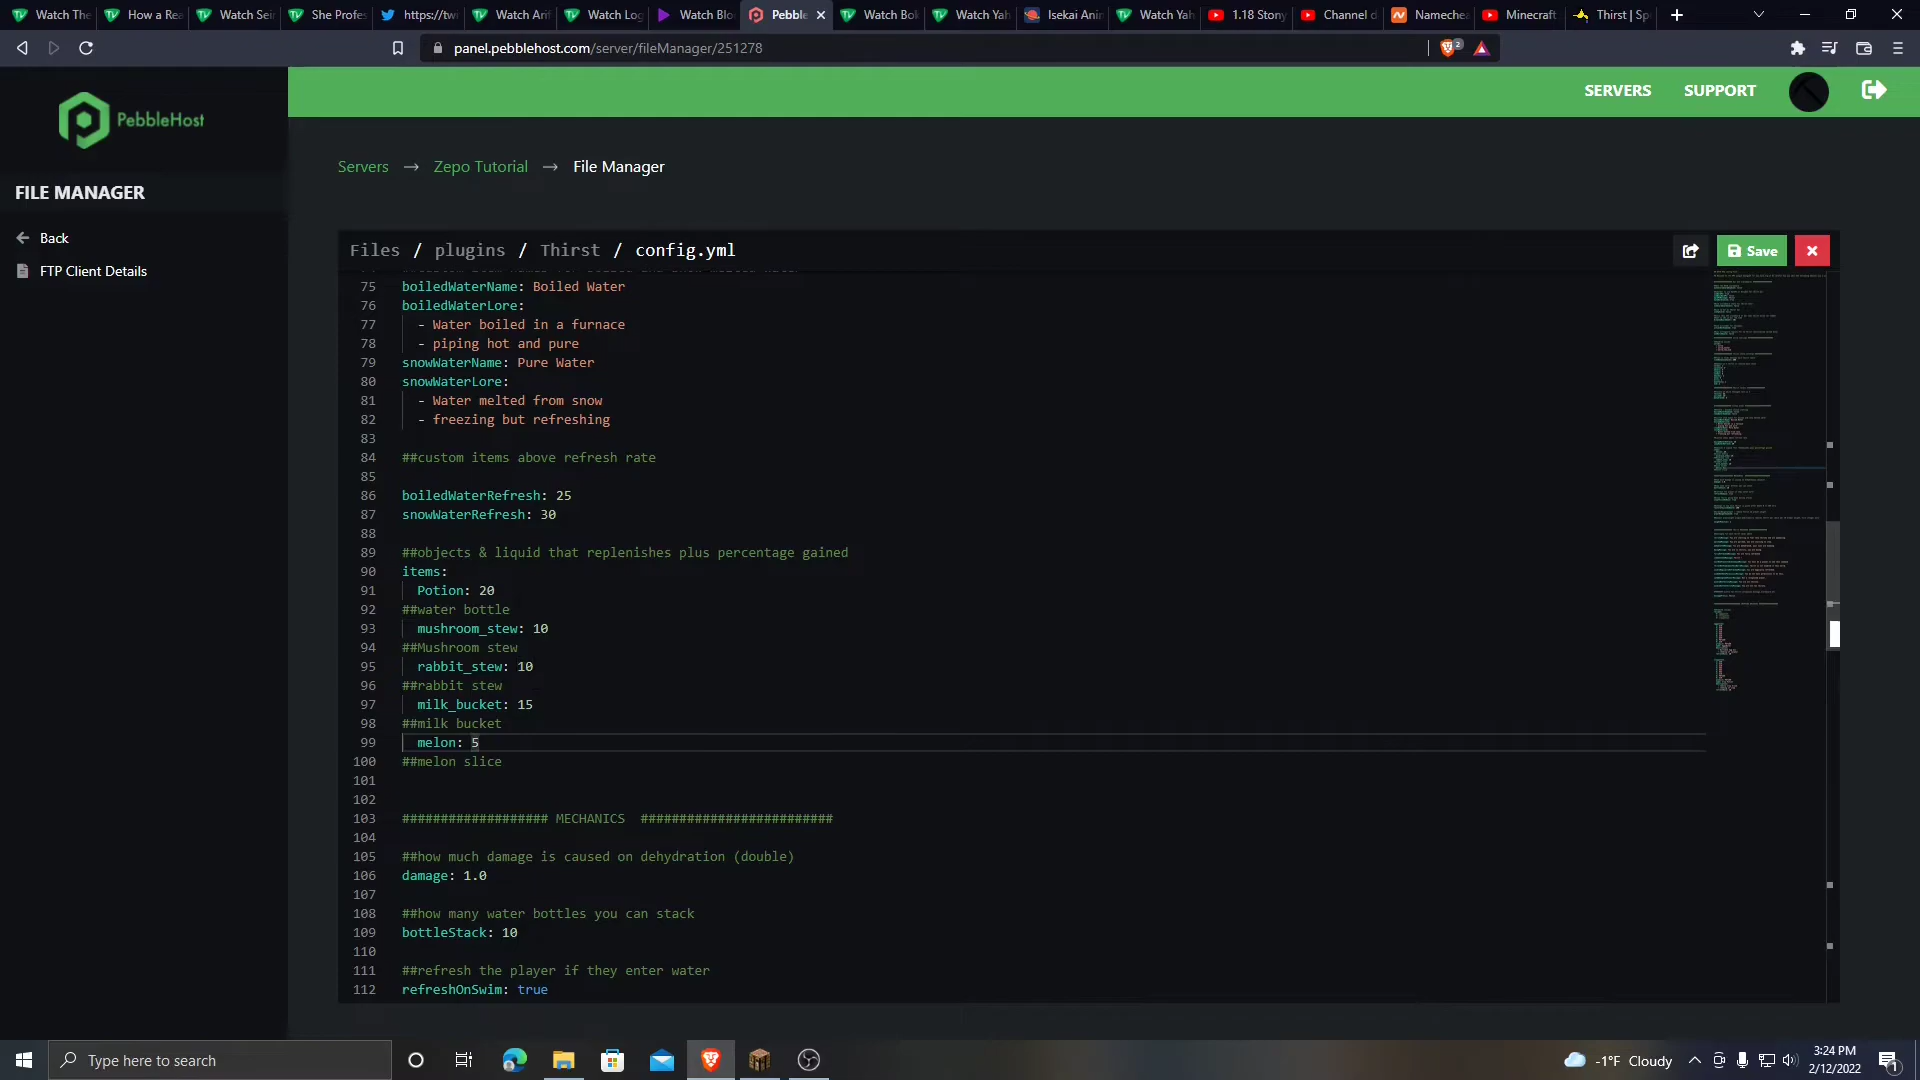 Watch The
How a Rea
Watch Sei
She Profes
https://tw
Watch Arif
Watch Log
Watch Blo
Pebble
Watch Bok
Watch Yah
Isekai Anin
Watch Yah
1.18 Stony
Channel d
Nameche
Minecraft
Thirst | Sp
panel.pebblehost.com/server/fileManager/251278
2
PebbleHost
SERVERS SUPPORT
Servers → Zepo Tutorial → File Manager
FILE MANAGER
Back
FTP Client Details
Files / plugins / Thirst / config.yml
Save
75 boiledWaterName: Boiled Water
76 boiledWaterLore:
77 - Water boiled in a furnace
78 - piping hot and pure
79 snowWaterName: Pure Water
80 snowWaterLore:
81 - Water melted from snow
82 - freezing but refreshing
83
84 ##custom items above refresh rate
85
86 boiledWaterRefresh: 25
87 snowWaterRefresh: 30
88
89 ##objects & liquid that replenishes plus percentage gained
90 items:
91 Potion: 20
92 ##water bottle
93 mushroom_stew: 10
94 ##Mushroom stew
95 rabbit_stew: 10
96 ##rabbit stew
97 milk_bucket: 15
98 ##milk bucket
99 melon: 5
100 ##melon slice
101
102
103 ################### MECHANICS #########################
104
105 ##how much damage is caused on dehydration (double)
106 damage: 1.0
107
108 ##how many water bottles you can stack
109 bottleStack: 10
110
111 ##refresh the player if they enter water
112 refreshOnSwim: true
Type here to search
-1°F Cloudy
3:24 PM
2/12/2022
1